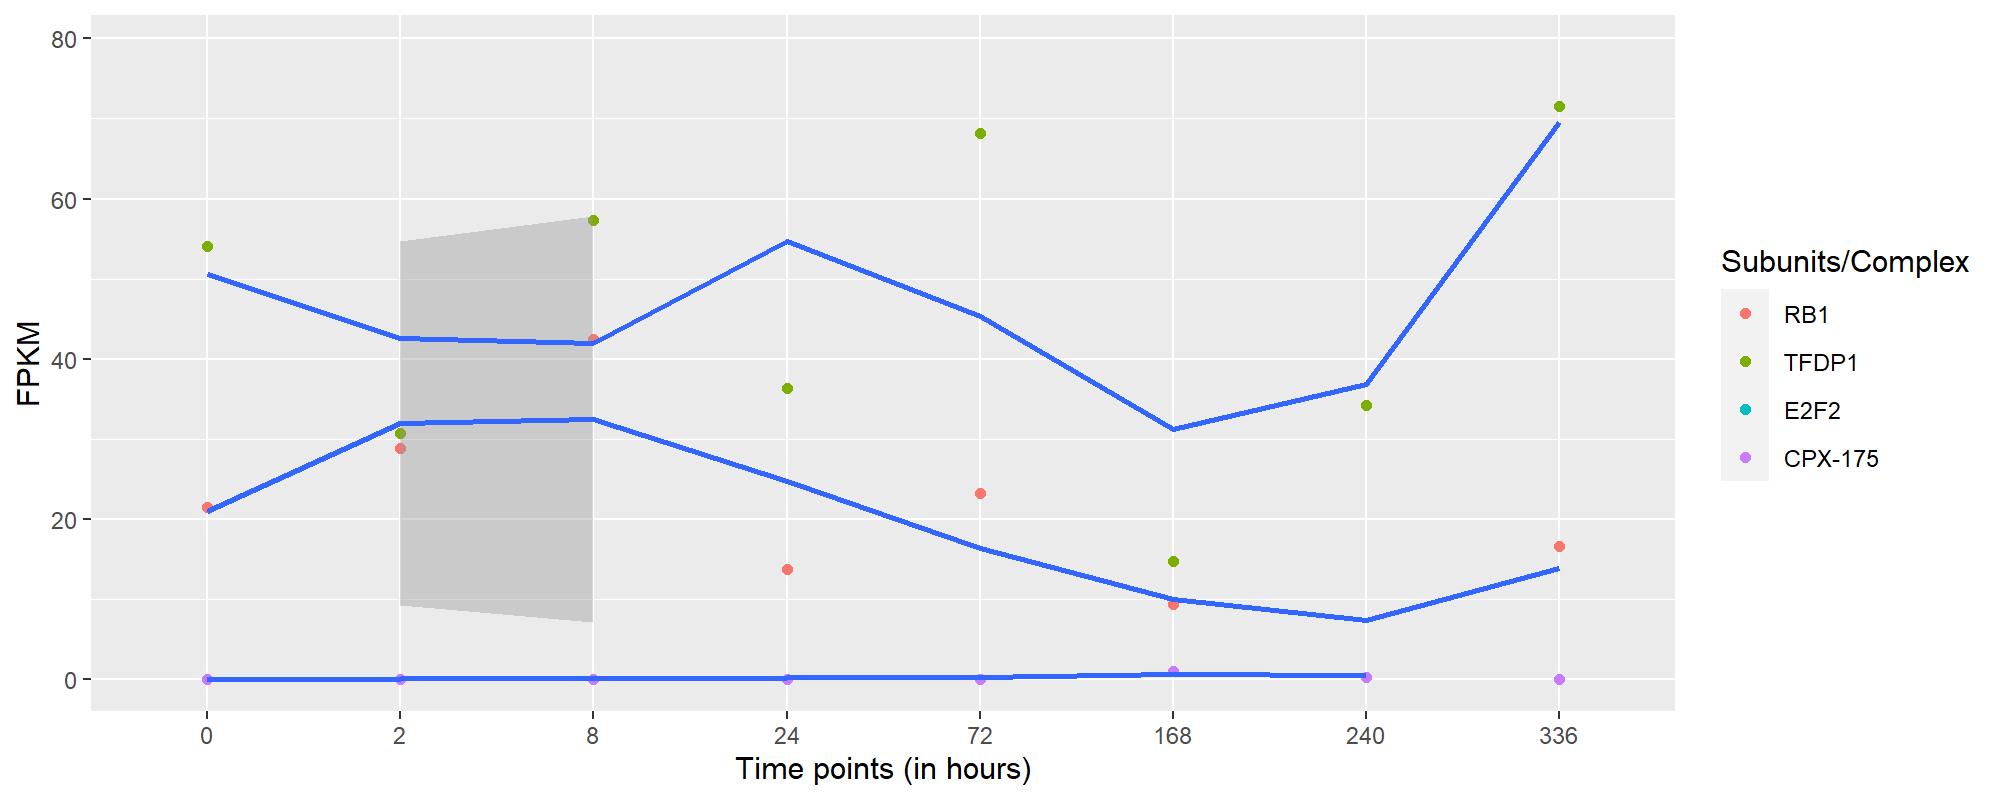 80
60
40
20
0
FPKM
0 2 8 24 72 168 240 336
Time points (in hours)
Subunits/Complex
RB1
TFDP1
E2F2
CPX-175